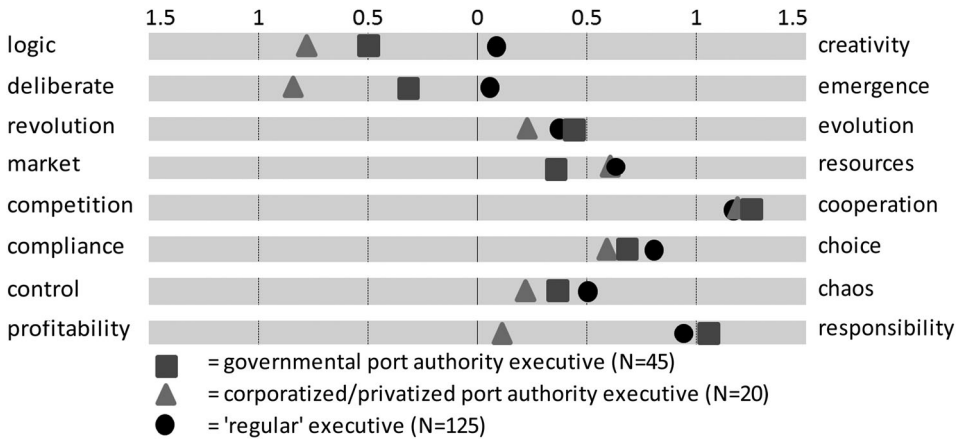 1.5 1 0.5 0 0.5 1 1.5
logic creativity
deliberate emergence
revolution evolution
market resources
competition cooperation
compliance choice
control chaos
profitability responsibility
= governmental port authority executive (N=45)
= corporatized/privatized port authority executive (N=20)
= 'regular' executive (N=125)